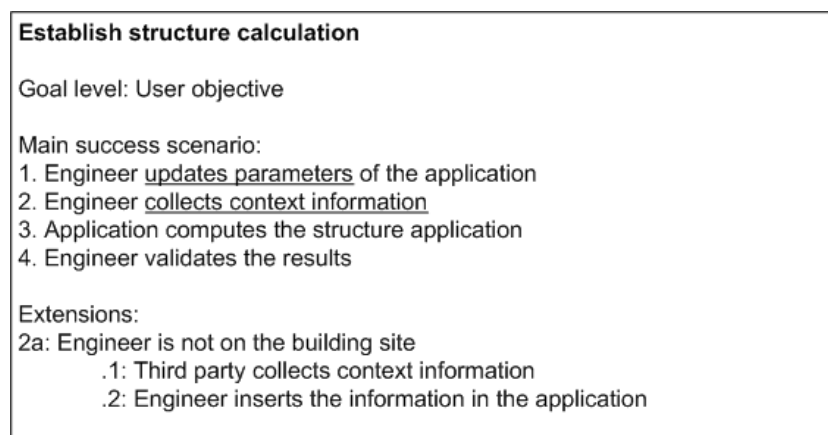 Establish structure calculation
Goal level: User objective
Main success scenario:
1. Engineer updates parameters of the application
2. Engineer collects context information
3. Application computes the structure application
4. Engineer validates the results
Extensions:
2a: Engineer is not on the building site
.1: Third party collects context information
.2: Engineer inserts the information in the application